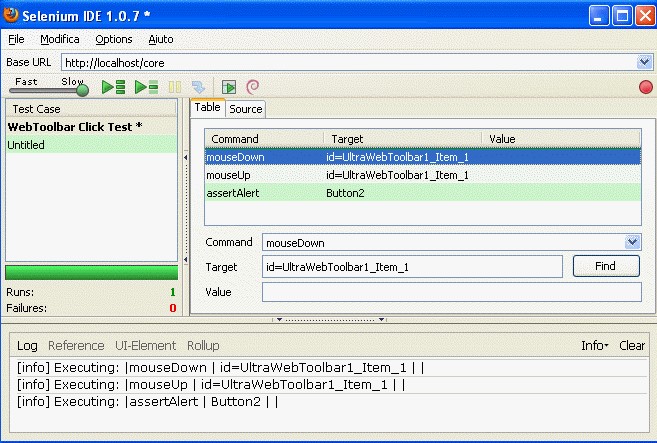 Selenium IDE 1.0.7 *
File Modifica Options Aiuto
Base URL http://localhost/core
Fast Slow
Test Case
WebToolbar Click Test *
Untitled
Runs: 1
Failures: 0
Table Source
Command Target Value
mouseDown id=UltraWebToolbar1_Item_1
mouseUp id=UltraWebToolbar1_Item_1
assertAlert Button2
Command mouseDown
Target id=UltraWebToolbar1_Item_1 Find
Value
Log Reference UI-Element Rollup Info Clear
[info] Executing: |mouseDown | id=UltraWebToolbar1_Item_1 | |
[info] Executing: |mouseUp | id=UltraWebToolbar1_Item_1 | |
[info] Executing: |assertAlert | Button2 | |